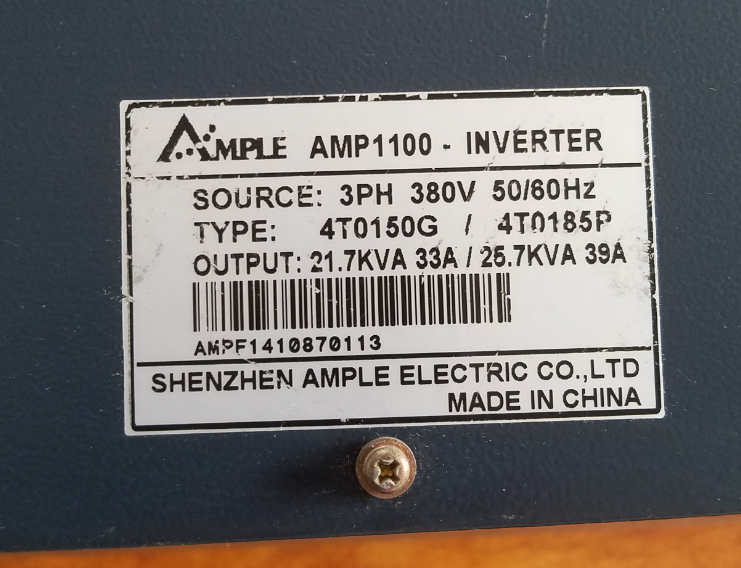 AMPLE AMP1100 - INVERTER
SOURCE: 3PH 380V 50/60Hz
TYPE: 4T0150G / 4T0185P
OUTPUT: 21.7KVA 33A / 25.7KVA 39A
AMPF1410870113
SHENZHEN AMPLE ELECTRIC CO.,LTD
MADE IN CHINA